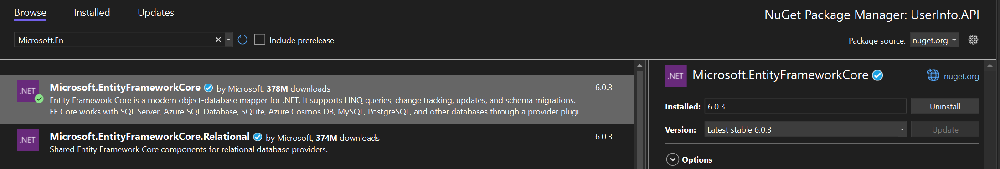 Browse Installed Updates
NuGet Package Manager: UserInfo.API
Microsoft.En
Include prerelease
Package source: nuget.org
.NET
Microsoft.EntityFrameworkCore by Microsoft, 378M downloads 6.0.3
Entity Framework Core is a modern object-database mapper for .NET. It supports LINQ queries, change tracking, updates, and schema migrations.
EF Core works with SQL Server, Azure SQL Database, SQLite, Azure Cosmos DB, MySQL, PostgreSQL, and other databases through a provider plugi...
.NET
Microsoft.EntityFrameworkCore.Relational by Microsoft, 374M downloads 6.0.3
Shared Entity Framework Core components for relational database providers.
.NET
Microsoft.EntityFrameworkCore nuget.org
Installed: 6.0.3 Uninstall
Version: Latest stable 6.0.3 Update
Options